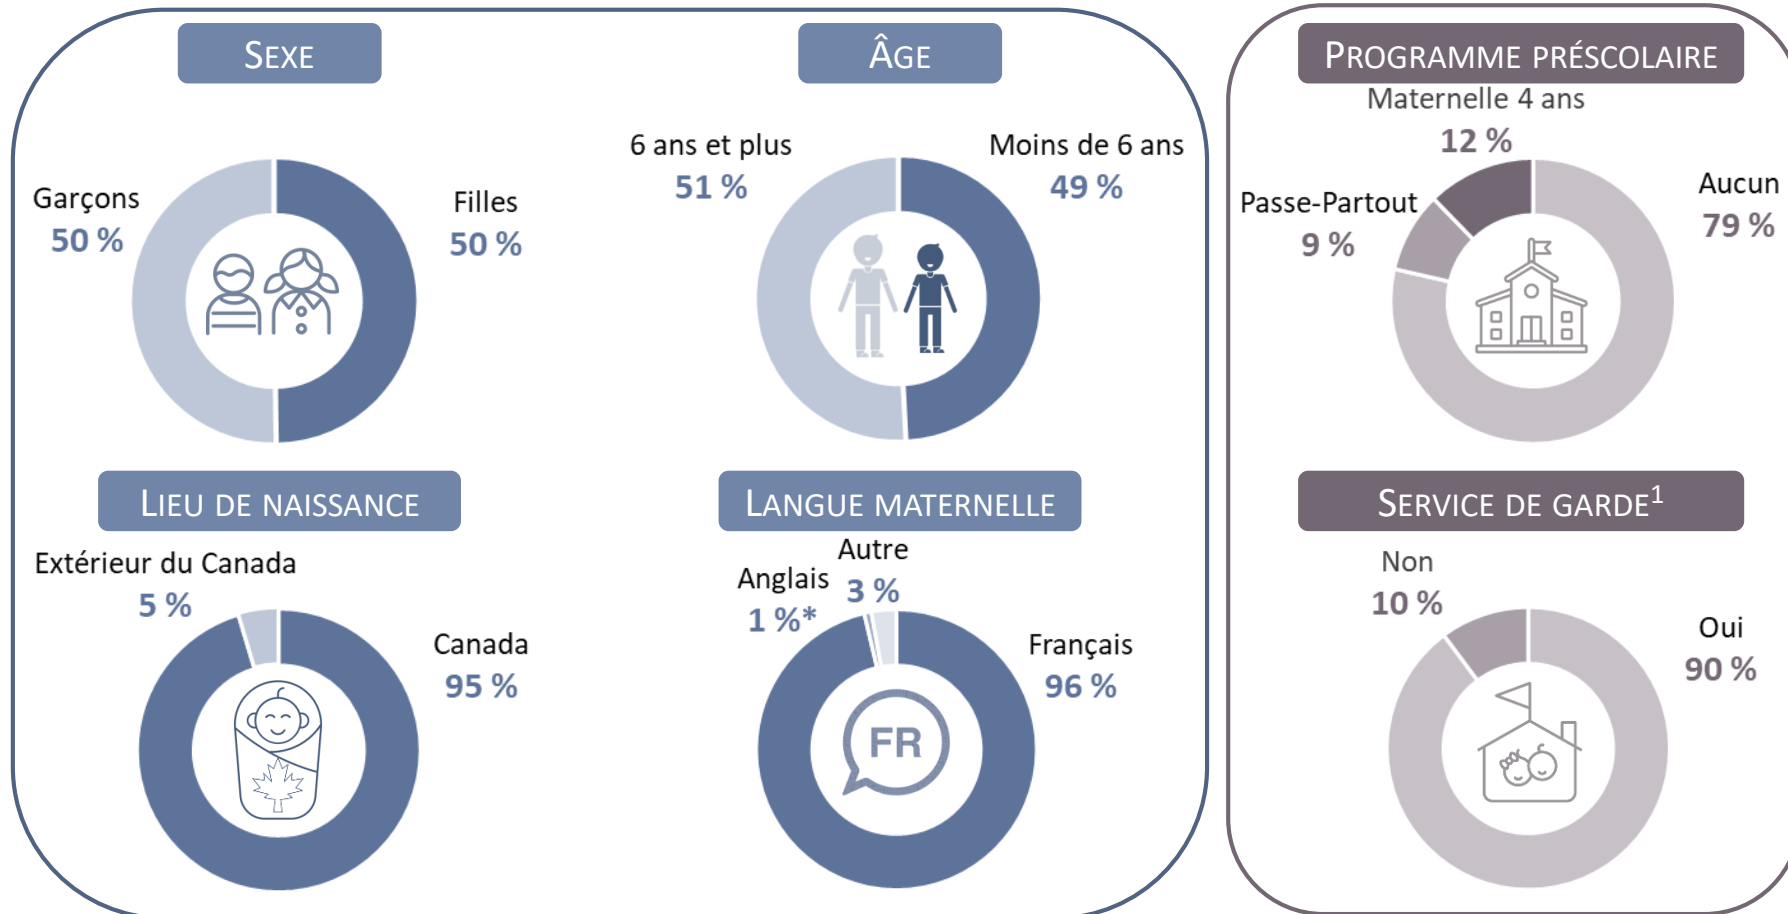 SEXE
Garçons
50 %
Filles
50 %
ÂGE
6 ans et plus
51 %
Moins de 6 ans
49 %
LIEU DE NAISSANCE
Extérieur du Canada
5 %
Canada
95 %
LANGUE MATERNELLE
Autre
3 %
Anglais
1 %*
Français
96 %
FR
PROGRAMME PRÉSCOLAIRE
Maternelle 4 ans
12 %
Passe-Partout
9 %
Aucun
79 %
SERVICE DE GARDE¹
Non
10 %
Oui
90 %